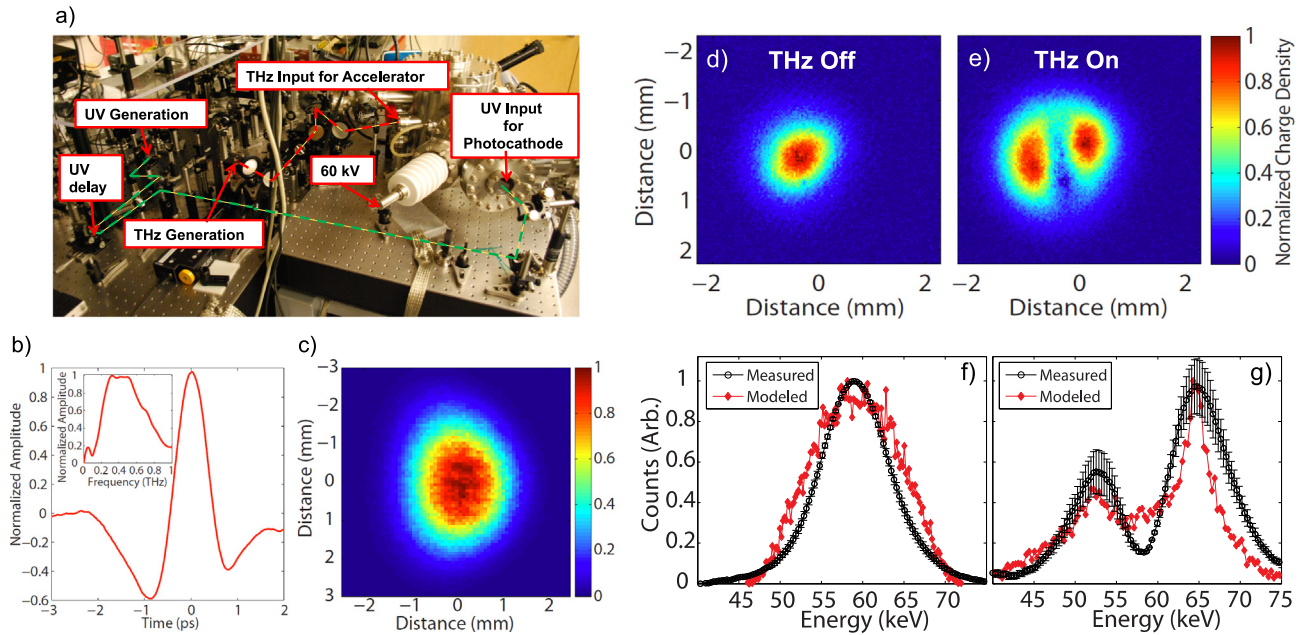 a)
THz Input for Accelerator
UV Generation
UV Input
for
Photocathode
UV
delay
60 kV
THz Generation
b)
Normalized Amplitude
1
0.8
0.6
0.4
0.2
0
−0.2
−0.4
−0.6
−3
−2
−1
0
1
2
Time (ps)
Normalized Amplitude
1
0.8
0.6
0.4
0.2
0
0
0.2
0.4
0.6
0.8
1
Frequency (THz)
c)
Distance (mm)
−3
−2
−1
0
1
2
3
−2
−1
0
1
2
Distance (mm)
1
0.8
0.6
0.4
0.2
0
d)
THz Off
Distance (mm)
−2
−1
0
1
2
−2
0
2
Distance (mm)
e)
THz On
−2
0
2
Distance (mm)
1
0.8
0.6
0.4
0.2
0
Normalized Charge Density
f)
Measured
Modeled
Counts (Arb.)
1
0.8
0.6
0.4
0.2
0
45
50
55
60
65
70
Energy (keV)
g)
Measured
Modeled
45
50
55
60
65
70
75
Energy (keV)